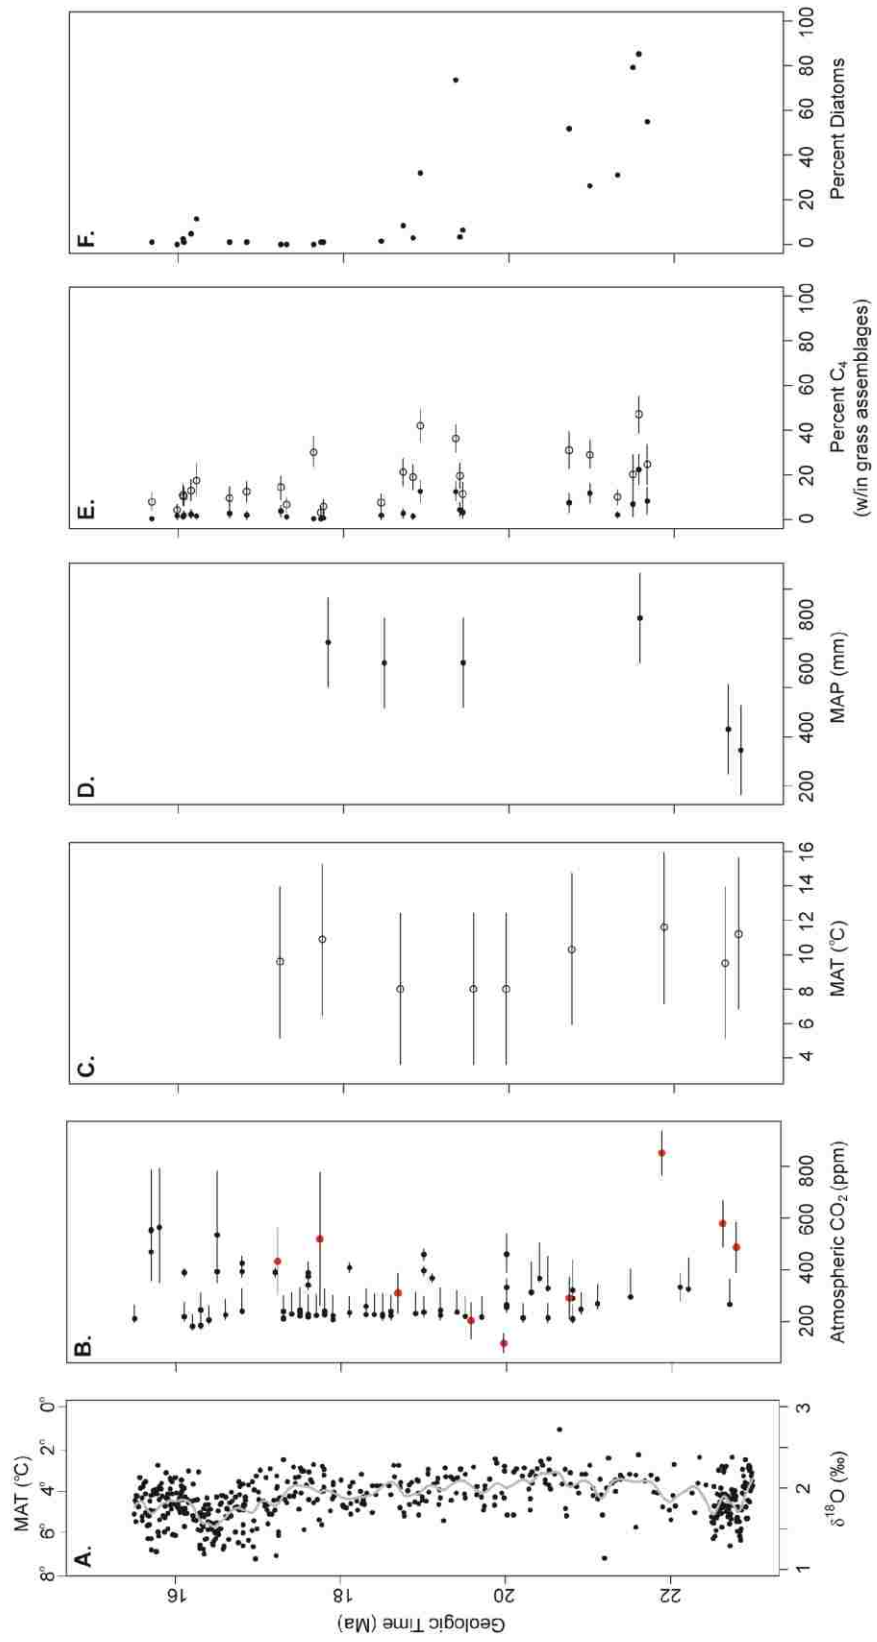 A.
MAT (°C)
8° 6° 4° 2° 0°
1 2 3
δ¹⁸O (‰)
Geologic Time (Ma)
16
18
20
22
B.
200 400 600 800
Atmospheric CO₂ (ppm)
C.
4 6 8 10 12 14 16
MAT (°C)
D.
200 400 600 800
MAP (mm)
E.
0 20 40 60 80 100
Percent C₄
(w/in grass assemblages)
F.
0 20 40 60 80 100
Percent Diatoms